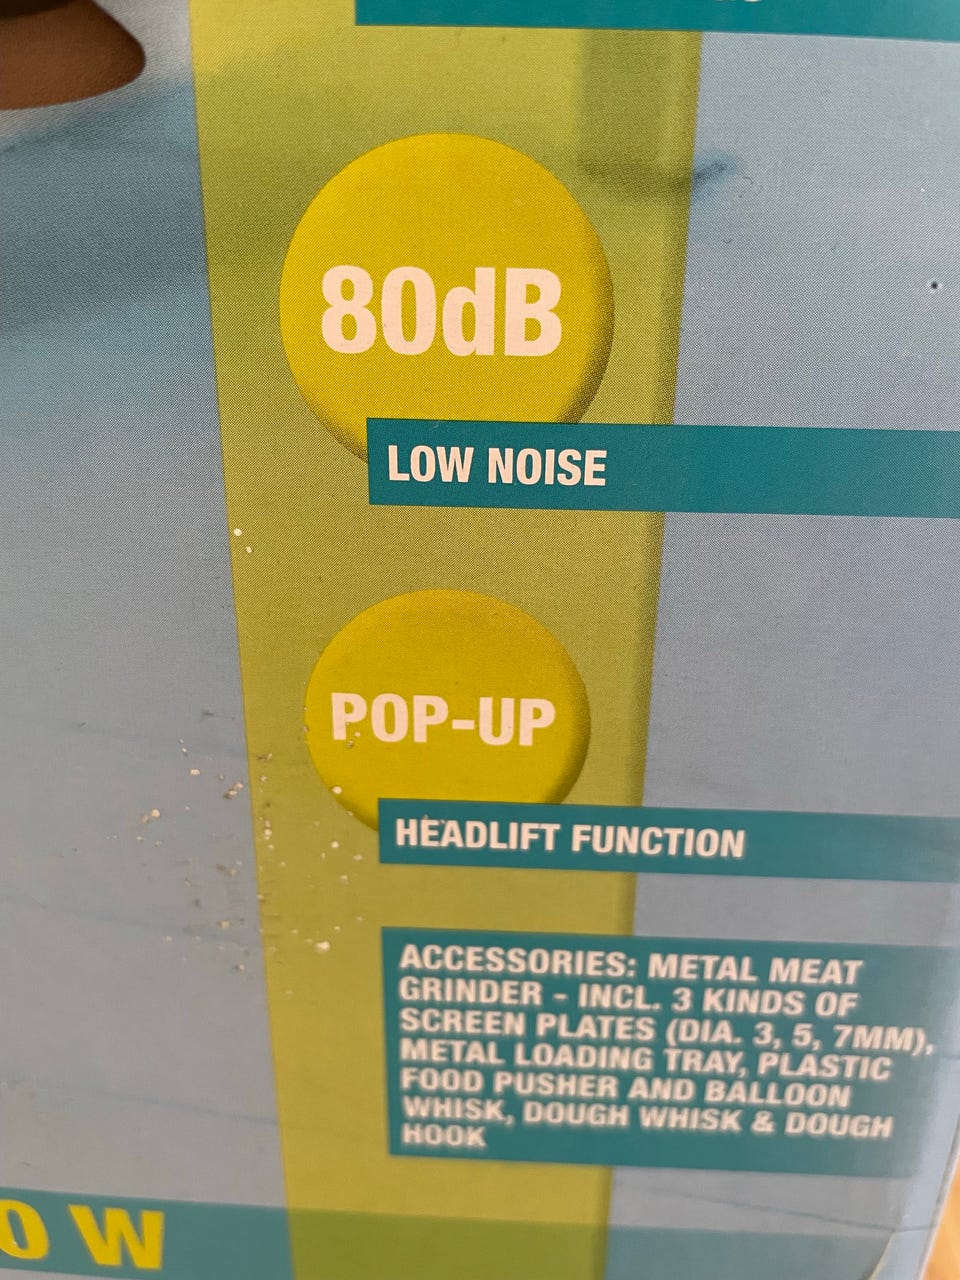 80dB
LOW NOISE
POP-UP
HEADLIFT FUNCTION
ACCESSORIES: METAL MEAT
GRINDER - INCL. 3 KINDS OF
SCREEN PLATES (DIA. 3, 5, 7MM),
METAL LOADING TRAY, PLASTIC
FOOD PUSHER AND BALLOON
WHISK, DOUGH WHISK & DOUGH
HOOK
0 W